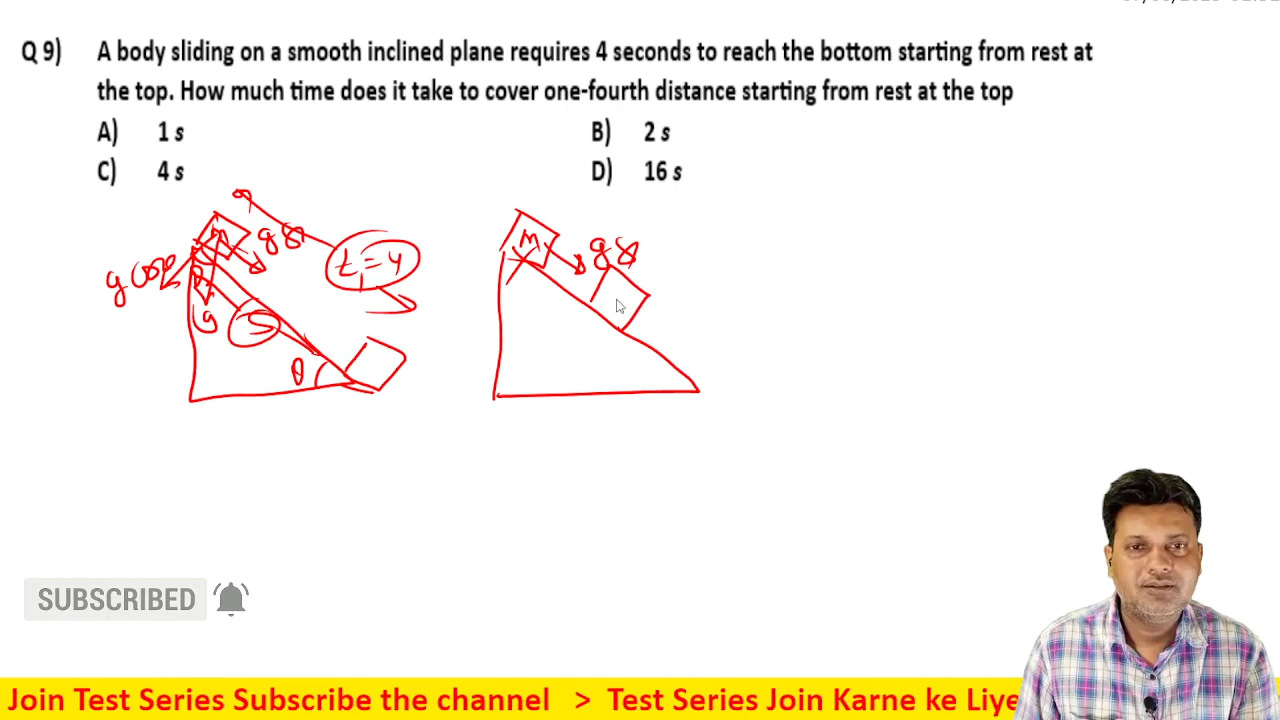 Q 9) A body sliding on a smooth inclined plane requires 4 seconds to reach the bottom starting from rest at
the top. How much time does it take to cover one-fourth distance starting from rest at the top
A) 1 s B) 2 s
C) 4 s D) 16 s
t₁ = 4
g cos
g
S
θ
M
SUBSCRIBED
Join Test Series Subscribe the channel > Test Series Join Karne ke Liye